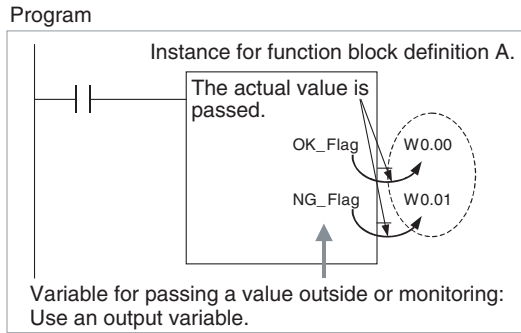 Program
Instance for function block definition A.
The actual value is
passed.
OK_Flag W0.00
NG_Flag W0.01
Variable for passing a value outside or monitoring:
Use an output variable.